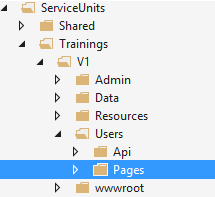 ServiceUnits
Shared
Trainings
V1
Admin
Data
Resources
Users
Api
Pages
wwwroot